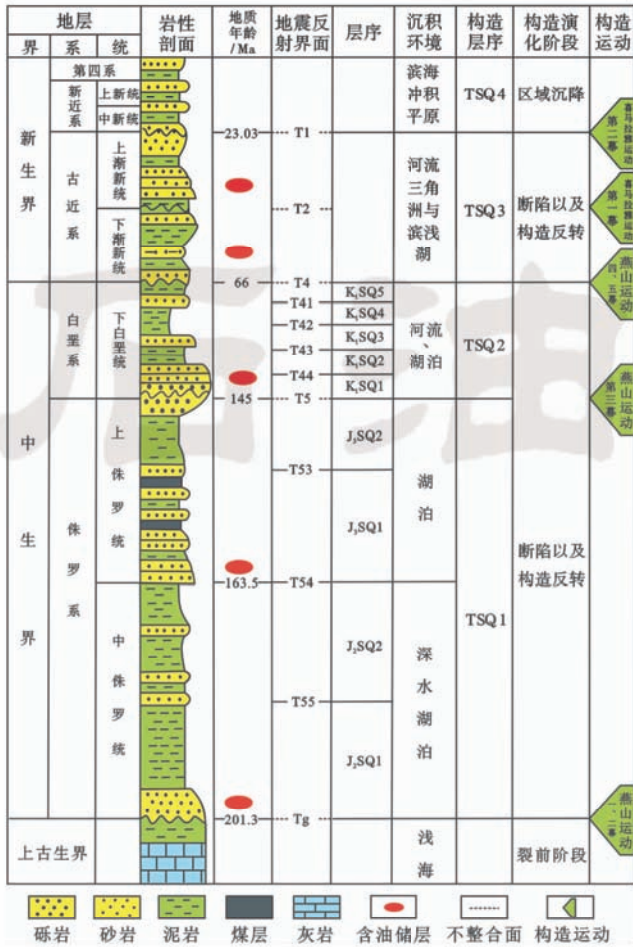 地层
岩性剖面
地质年龄/Ma
地震反射界面
层序
沉积环境
构造层序
构造演化阶段
构造运动
界
系
统
新生界
第四系
新近系
上新统
中新统
古近系
上渐新统
下渐新统
中生界
白垩系
下白垩统
侏罗系
上侏罗统
中侏罗统
上古生界
23.03
66
145
163.5
201.3
T1
T2
T4
T41
T42
T43
T44
T5
T53
T54
T55
Tg
K₁SQ5
K₁SQ4
K₁SQ3
K₁SQ2
K₁SQ1
J₃SQ2
J₃SQ1
J₂SQ2
J₂SQ1
滨海冲积平原
河流三角洲与滨浅湖
河流、湖泊
湖泊
深水湖泊
浅海
TSQ4
TSQ3
TSQ2
TSQ1
区域沉降
断陷以及构造反转
断陷以及构造反转
裂前阶段
喜马拉雅运动第二幕
喜马拉雅运动第一幕
燕山运动四、五幕
燕山运动第三幕
燕山运动一、二幕
石油
砾岩
砂岩
泥岩
煤层
灰岩
含油储层
不整合面
构造运动